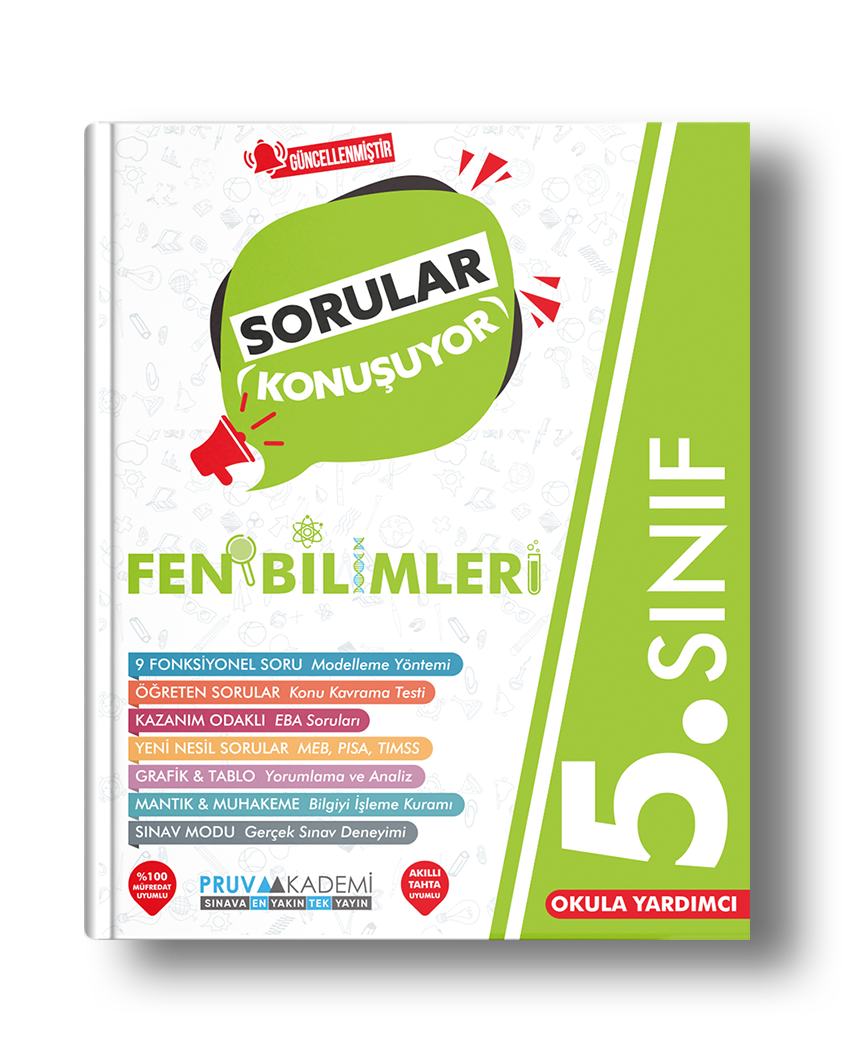 GÜNCELLENMİŞTİR
SORULAR
KONUŞUYOR
FEN BİLİMLERİ
9 FONKSİYONEL SORU Modelleme Yöntemi
ÖĞRETEN SORULAR Konu Kavrama Testi
KAZANIM ODAKLI EBA Soruları
YENİ NESİL SORULAR MEB, PISA, TIMSS
GRAFİK & TABLO Yorumlama ve Analiz
MANTIK & MUHAKEME Bilgiyi İşleme Kuramı
SINAV MODU Gerçek Sınav Deneyimi
%100
MÜFREDAT
UYUMLU
PRUVA AKADEMİ
SINAVA EN YAKIN TEK YAYIN
AKILLI
TAHTA
UYUMLU
5. SINIF
OKULA YARDIMCI